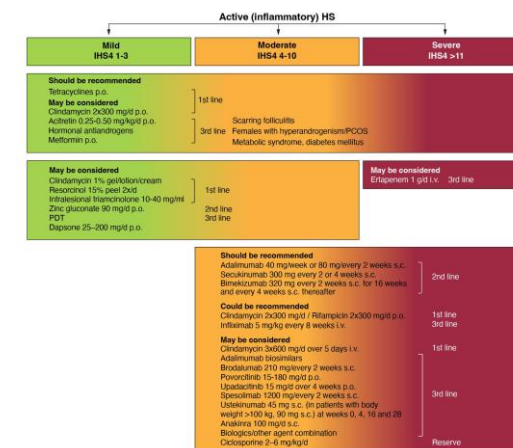 Active (inflammatory) HS
Mild
IHS4 1-3
Moderate
IHS4 4-10
Severe
IHS4 >11
Should be recommended
Tetracyclines p.o.
May be considered
Clindamycin 2x300 mg/d p.o.
1st line
Acitretin 0.25-0.50 mg/kg/d p.o.
Scarring folliculitis
Hormonal antiandrogens
3rd line
Females with hyperandrogenism/PCOS
Metformin p.o.
Metabolic syndrome, diabetes mellitus
May be considered
Clindamycin 1% gel/lotion/cream
Resorcinol 15% peel 2x/d
1st line
Intralesional triamcinolone 10-40 mg/ml
Zinc gluconate 90 mg/d p.o.
2nd line
PDT
3rd line
Dapsone 25–200 mg/d p.o.
May be considered
Ertapenem 1 g/d i.v.
3rd line
Should be recommended
Adalimumab 40 mg/week or 80 mg/every 2 weeks s.c.
Secukinumab 300 mg every 2 or 4 weeks s.c.
2nd line
Bimekizumab 320 mg every 2 weeks s.c. for 16 weeks
and every 4 weeks s.c. thereafter
Could be recommended
Clindamycin 2x300 mg/d / Rifampicin 2x300 mg/d p.o.
1st line
Infliximab 5 mg/kg every 8 weeks i.v.
3rd line
May be considered
Clindamycin 3x600 mg/d over 5 days i.v.
1st line
Adalimumab biosimilars
Brodalumab 210 mg/every 2 weeks s.c.
Povorcitinib 15-180 mg/d p.o.
Upadacitinib 15 mg/d over 4 weeks p.o.
Spesolimab 1200 mg/every 2 weeks s.c.
3rd line
Ustekinumab 45 mg s.c. (in patients with body
weight >100 kg, 90 mg s.c.) at weeks 0, 4, 16 and 28
Anakinra 100 mg/d s.c.
Biologics/other agent combination
Ciclosporine 2–6 mg/kg/d
Reserve